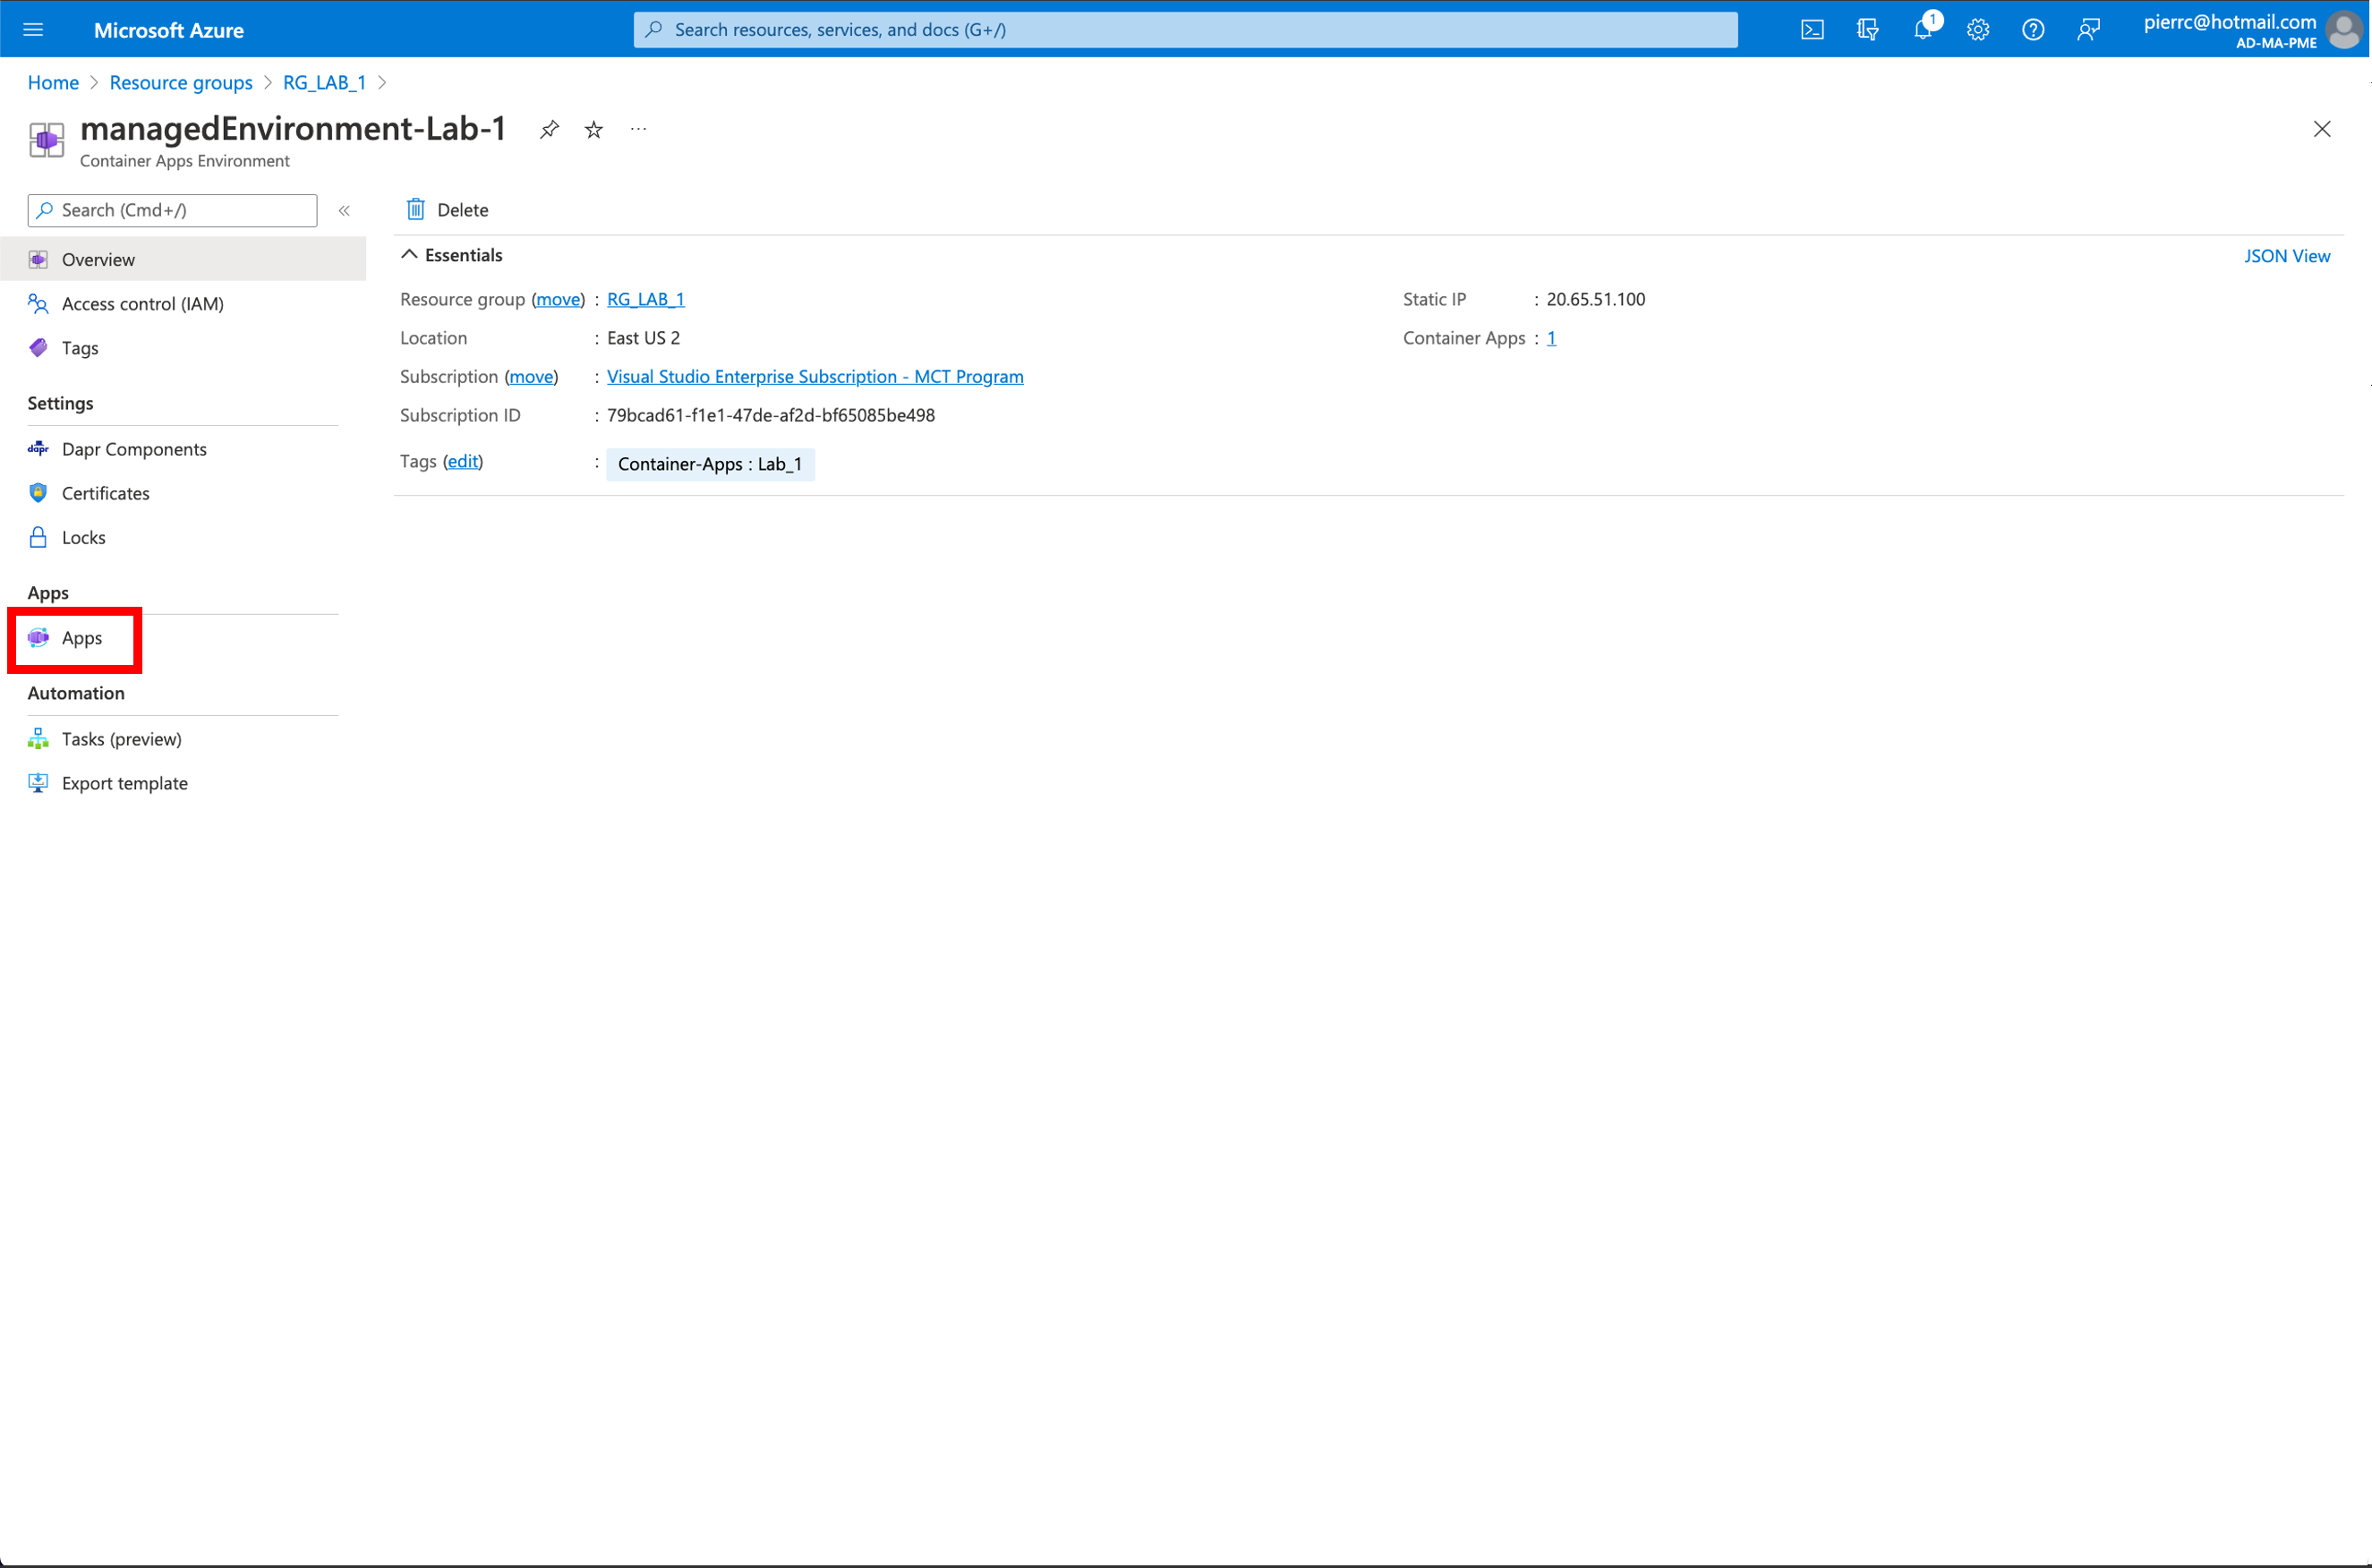 Microsoft Azure
Search resources, services, and docs (G+/)
1
pierrc@hotmail.com
AD-MA-PME
Home > Resource groups > RG_LAB_1 >
managedEnvironment-Lab-1 ...
Container Apps Environment
Search (Cmd+/) «
Overview
Access control (IAM)
Tags
Settings
dapr Dapr Components
Certificates
Locks
Apps
Apps
Automation
Tasks (preview)
Export template
Delete
Essentials
JSON View
Resource group (move) : RG_LAB_1
Location : East US 2
Subscription (move) : Visual Studio Enterprise Subscription - MCT Program
Subscription ID : 79bcad61-f1e1-47de-af2d-bf65085be498
Tags (edit) : Container-Apps : Lab_1
Static IP : 20.65.51.100
Container Apps : 1